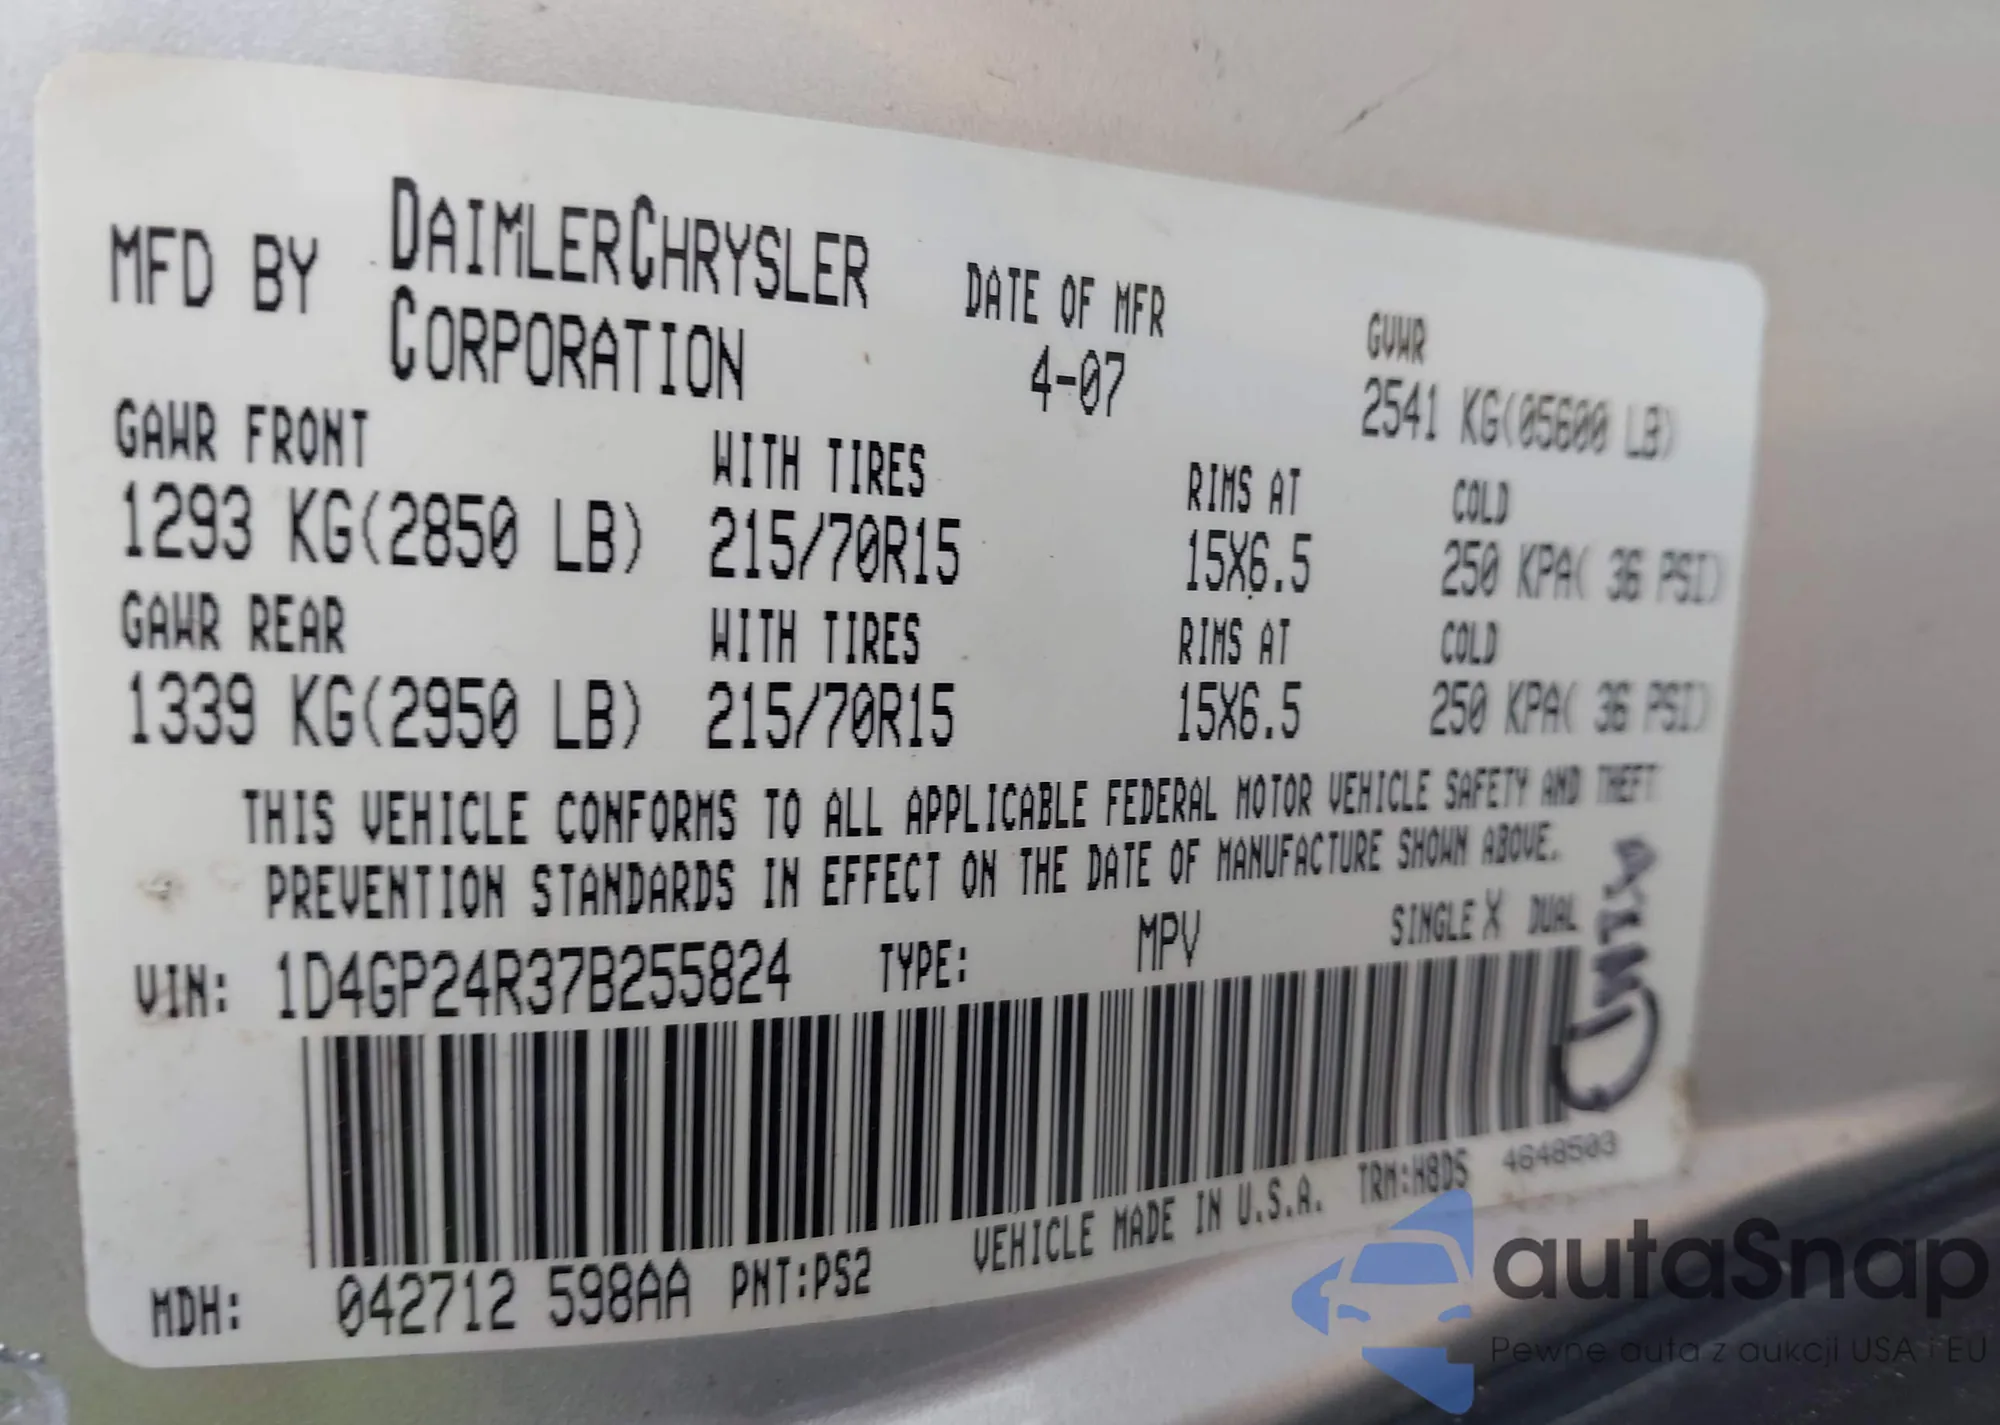 MFD BY DAIMLERCHRYSLER CORPORATION
DATE OF MFR
4-07
GVWR
2541 KG(05600 LB)
GAWR FRONT WITH TIRES RIMS AT COLD
1293 KG(2850 LB) 215/70R15 15X6.5 250 KPA( 36 PSI)
GAWR REAR WITH TIRES RIMS AT COLD
1339 KG(2950 LB) 215/70R15 15X6.5 250 KPA( 36 PSI)
THIS VEHICLE CONFORMS TO ALL APPLICABLE FEDERAL MOTOR VEHICLE SAFETY AND THEFT
PREVENTION STANDARDS IN EFFECT ON THE DATE OF MANUFACTURE SHOWN ABOVE.
VIN: 1D4GP24R37B255824 TYPE: MPV SINGLE X DUAL
VEHICLE MADE IN U.S.A. TRM:H8DS 4648503
MDH: 042712 598AA PNT:PS2
autaSnap
Pewne auta z aukcji USA i EU